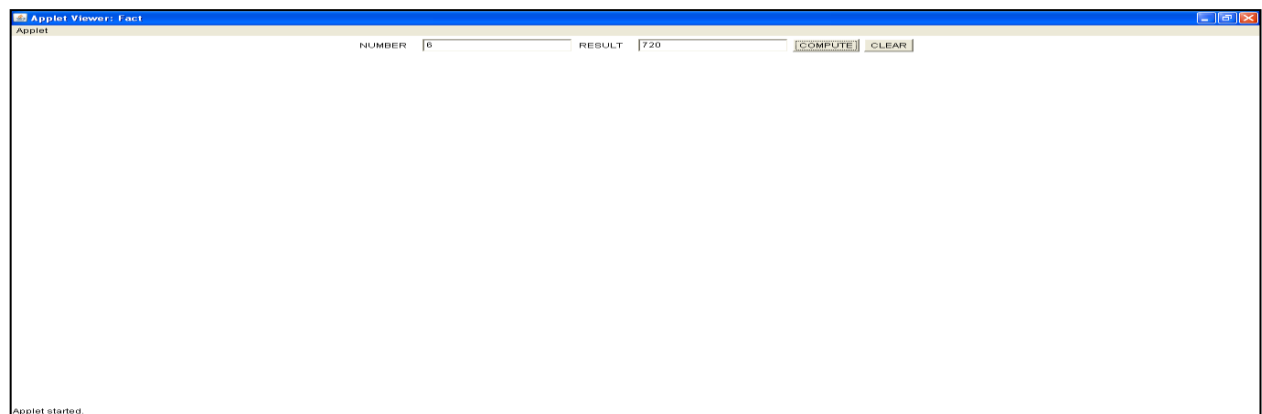 Applet Viewer: Fact
Applet
NUMBER 6 RESULT 720 COMPUTE CLEAR
Applet started.